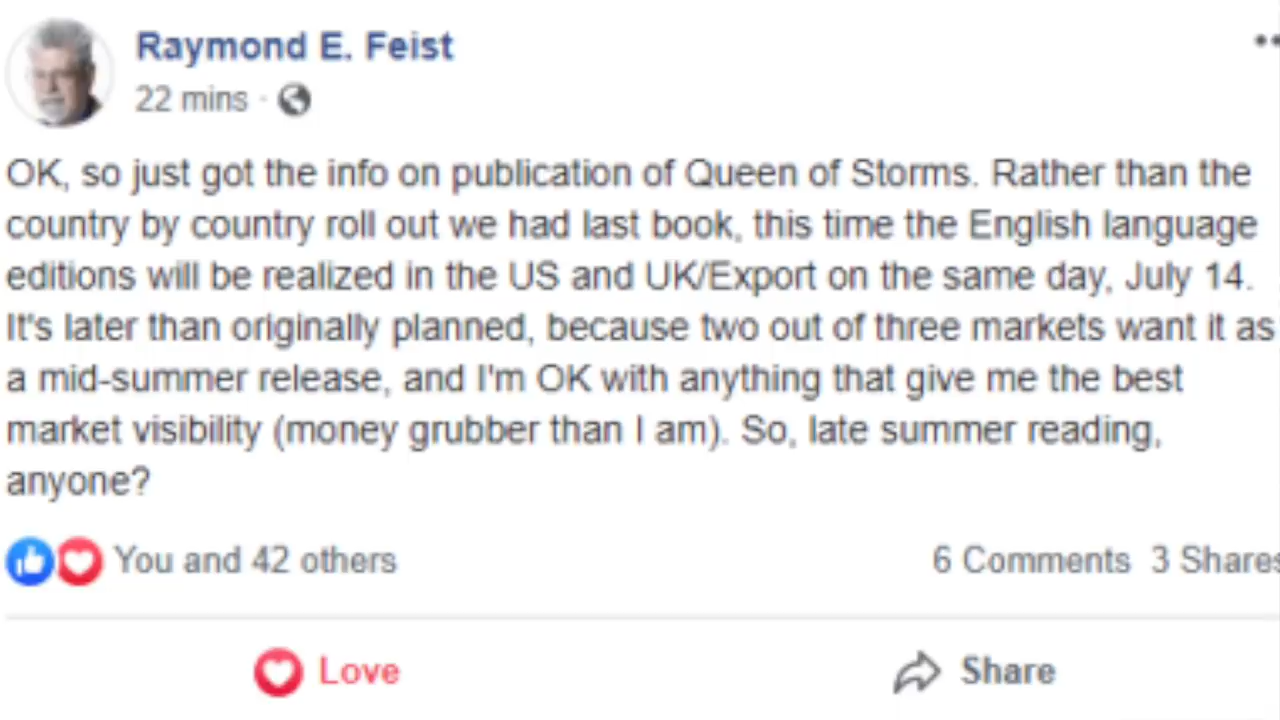 Raymond E. Feist
22 mins ·
OK, so just got the info on publication of Queen of Storms. Rather than the
country by country roll out we had last book, this time the English language
editions will be realized in the US and UK/Export on the same day, July 14.
It's later than originally planned, because two out of three markets want it as
a mid-summer release, and I'm OK with anything that give me the best
market visibility (money grubber than I am). So, late summer reading,
anyone?
You and 42 others 6 Comments 3 Shares
Love Share